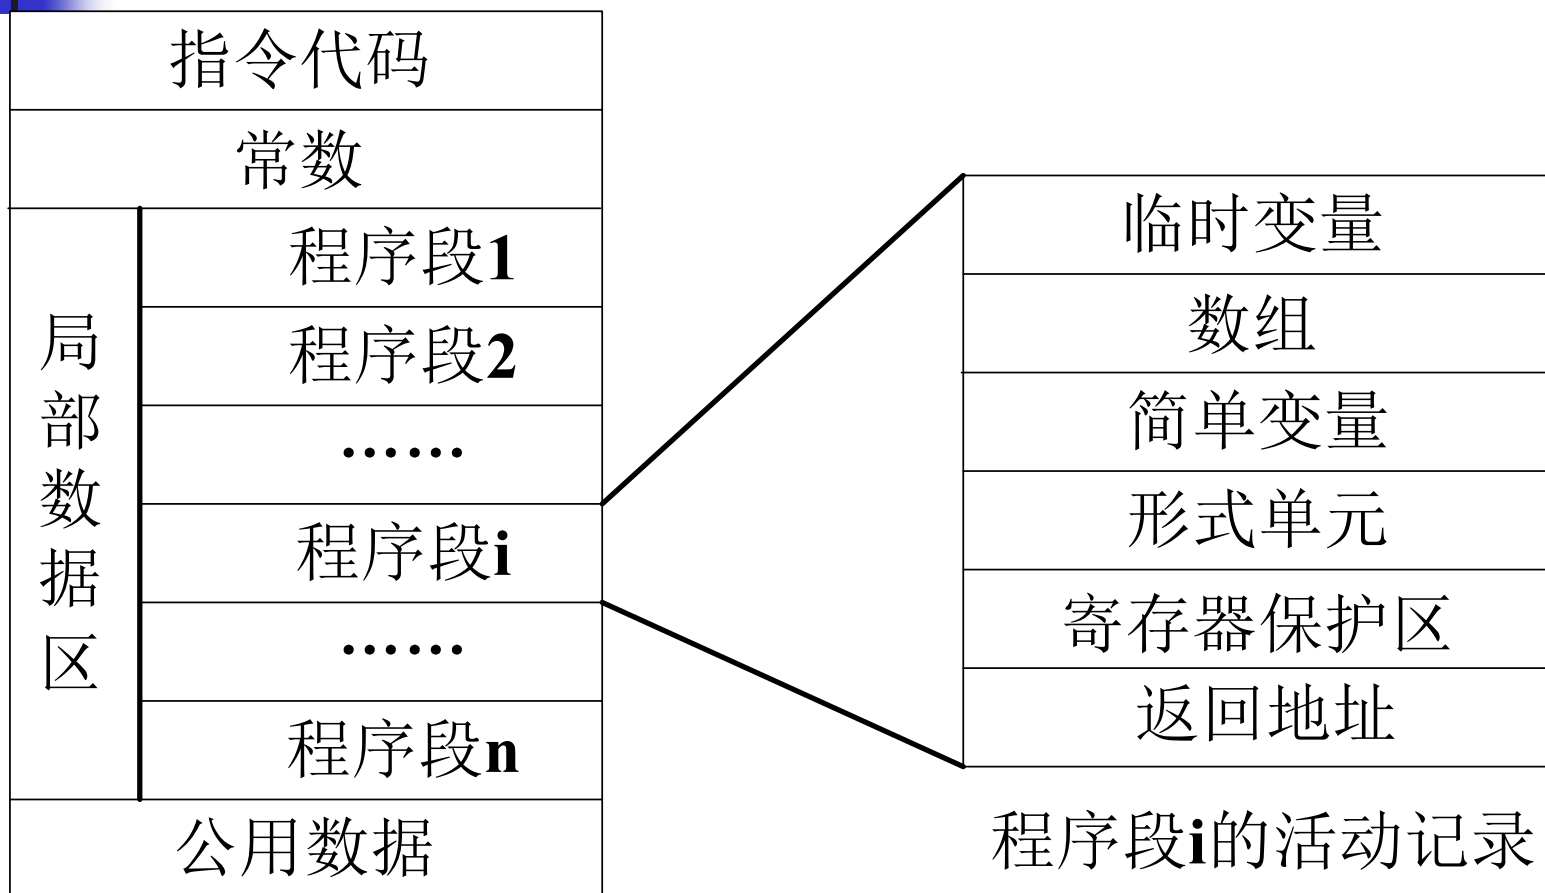 指令代码
常数
局部数据区
程序段1
程序段2
……
程序段i
……
程序段n
公用数据
临时变量
数组
简单变量
形式单元
寄存器保护区
返回地址
程序段i的活动记录